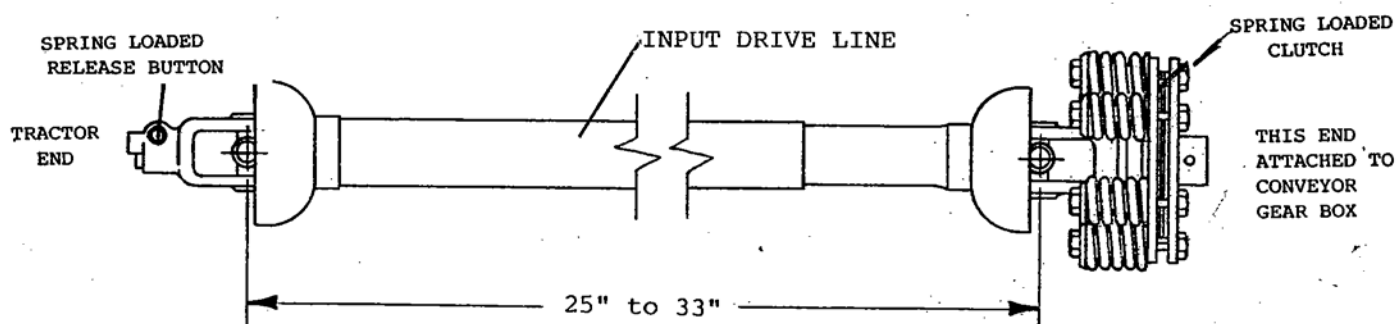 SPRING LOADED
RELEASE BUTTON
INPUT DRIVE LINE
SPRING LOADED
CLUTCH
TRACTOR
END
THIS END
ATTACHED TO
CONVEYOR
GEAR BOX
25" to 33"